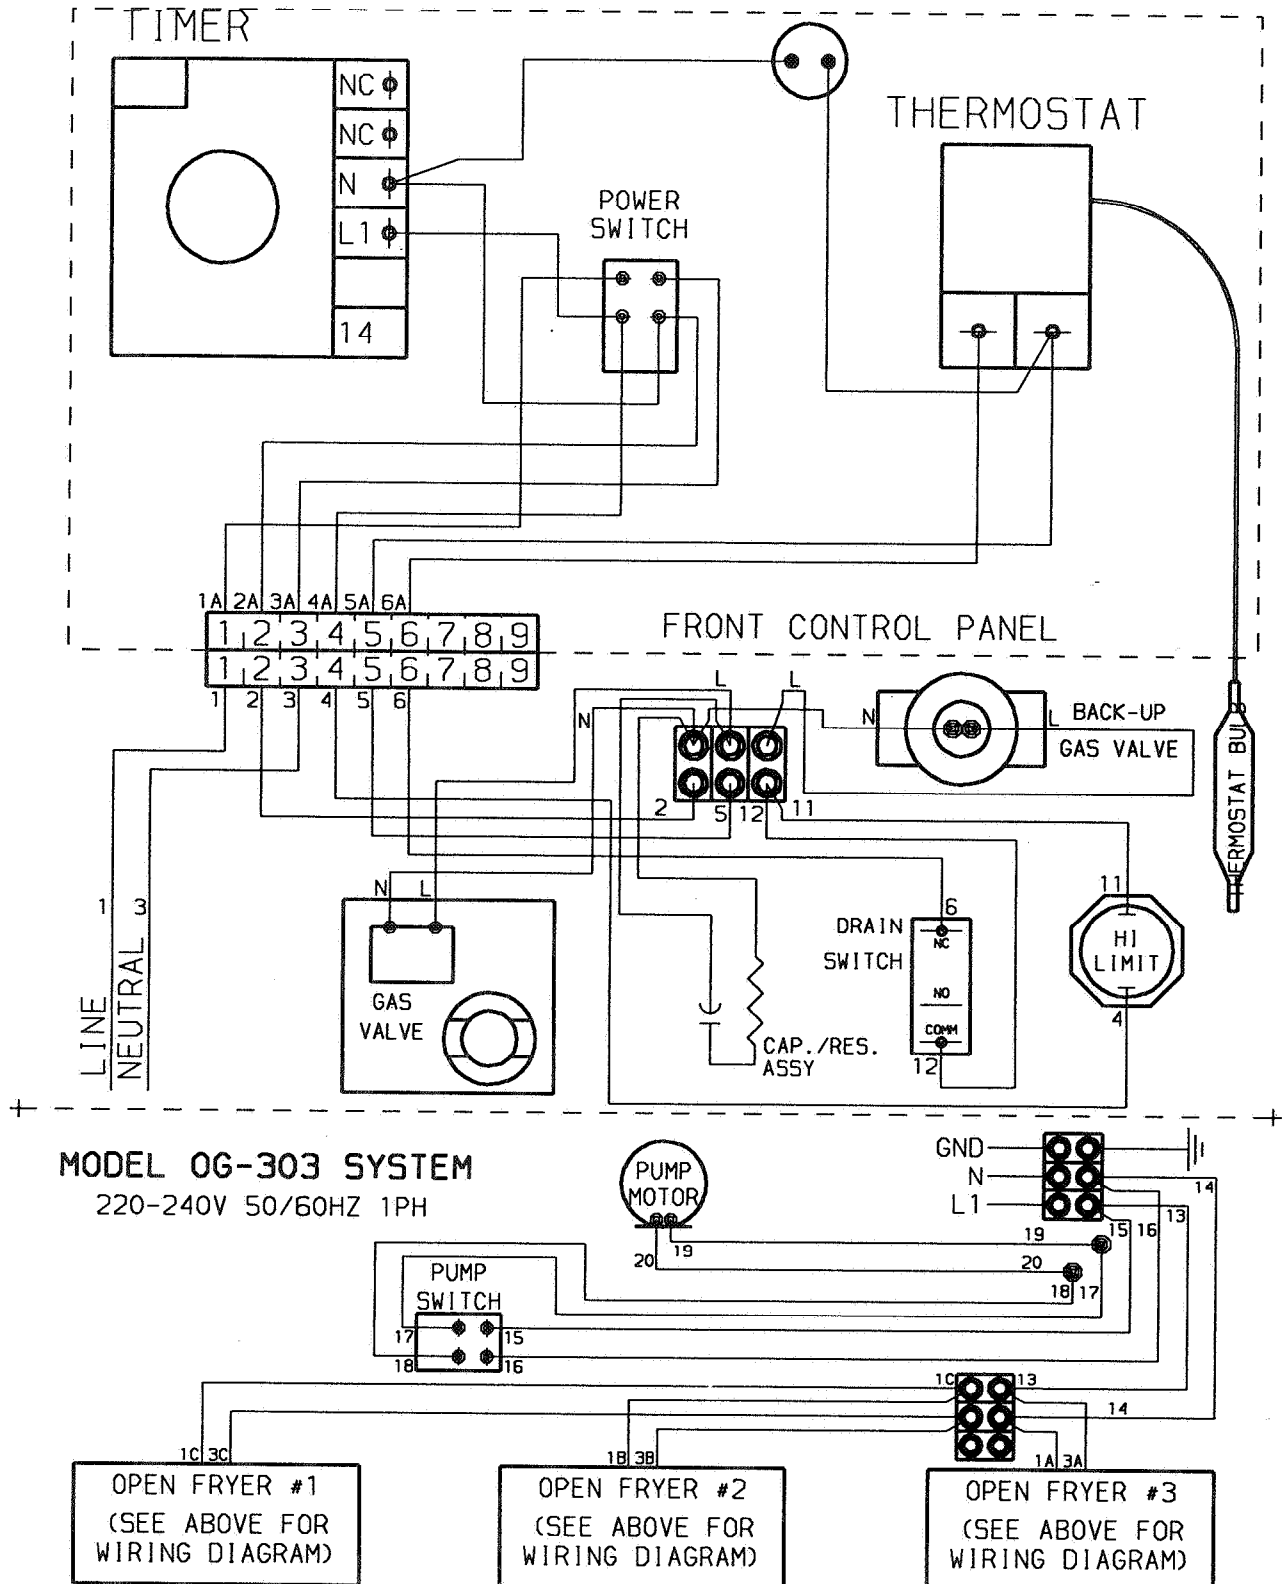 TIMER
NC
NC
N
L1
14
POWER
SWITCH
THERMOSTAT
1A 2A 3A 4A 5A 6A
1 2 3 4 5 6 7 8 9
1 2 3 4 5 6 7 8 9
FRONT CONTROL PANEL
1 2 3 4 5 6
N
L
L
N
L
BACK-UP
GAS VALVE
2 5 12 11
THERMOSTAT BULB
N L
GAS
VALVE
1 3
LINE
NEUTRAL
CAP./RES.
ASSY
DRAIN
SWITCH
6
NC
NO
COMM
12
11
HI
LIMIT
4
MODEL OG-303 SYSTEM
220-240V 50/60HZ 1PH
PUMP
MOTOR
20 19
19
20
18 17
GND
N
L1
14
13
15 16
PUMP
SWITCH
17 15
18 16
1C 13
14
1C 3C
1B 3B
1A 3A
OPEN FRYER #1
(SEE ABOVE FOR
WIRING DIAGRAM)
OPEN FRYER #2
(SEE ABOVE FOR
WIRING DIAGRAM)
OPEN FRYER #3
(SEE ABOVE FOR
WIRING DIAGRAM)